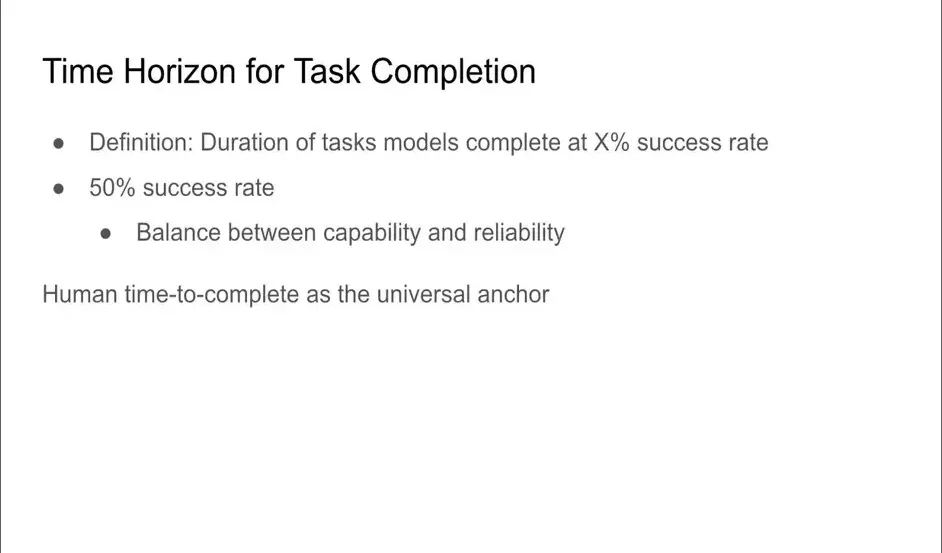 Time Horizon for Task Completion
● Definition: Duration of tasks models complete at X% success rate
● 50% success rate
● Balance between capability and reliability
Human time-to-complete as the universal anchor